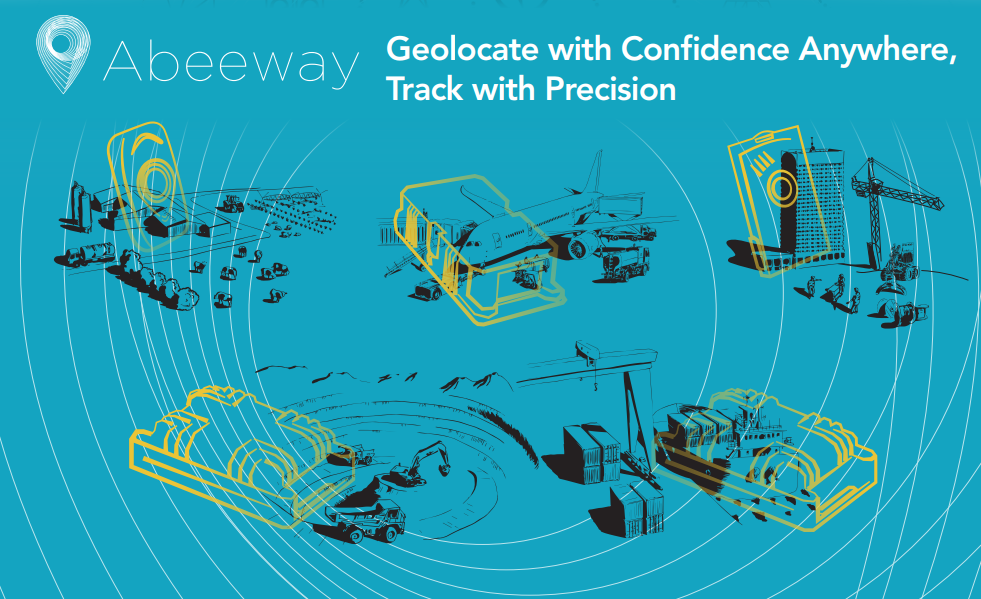 Abeeway
Geolocate with Confidence Anywhere,
Track with Precision